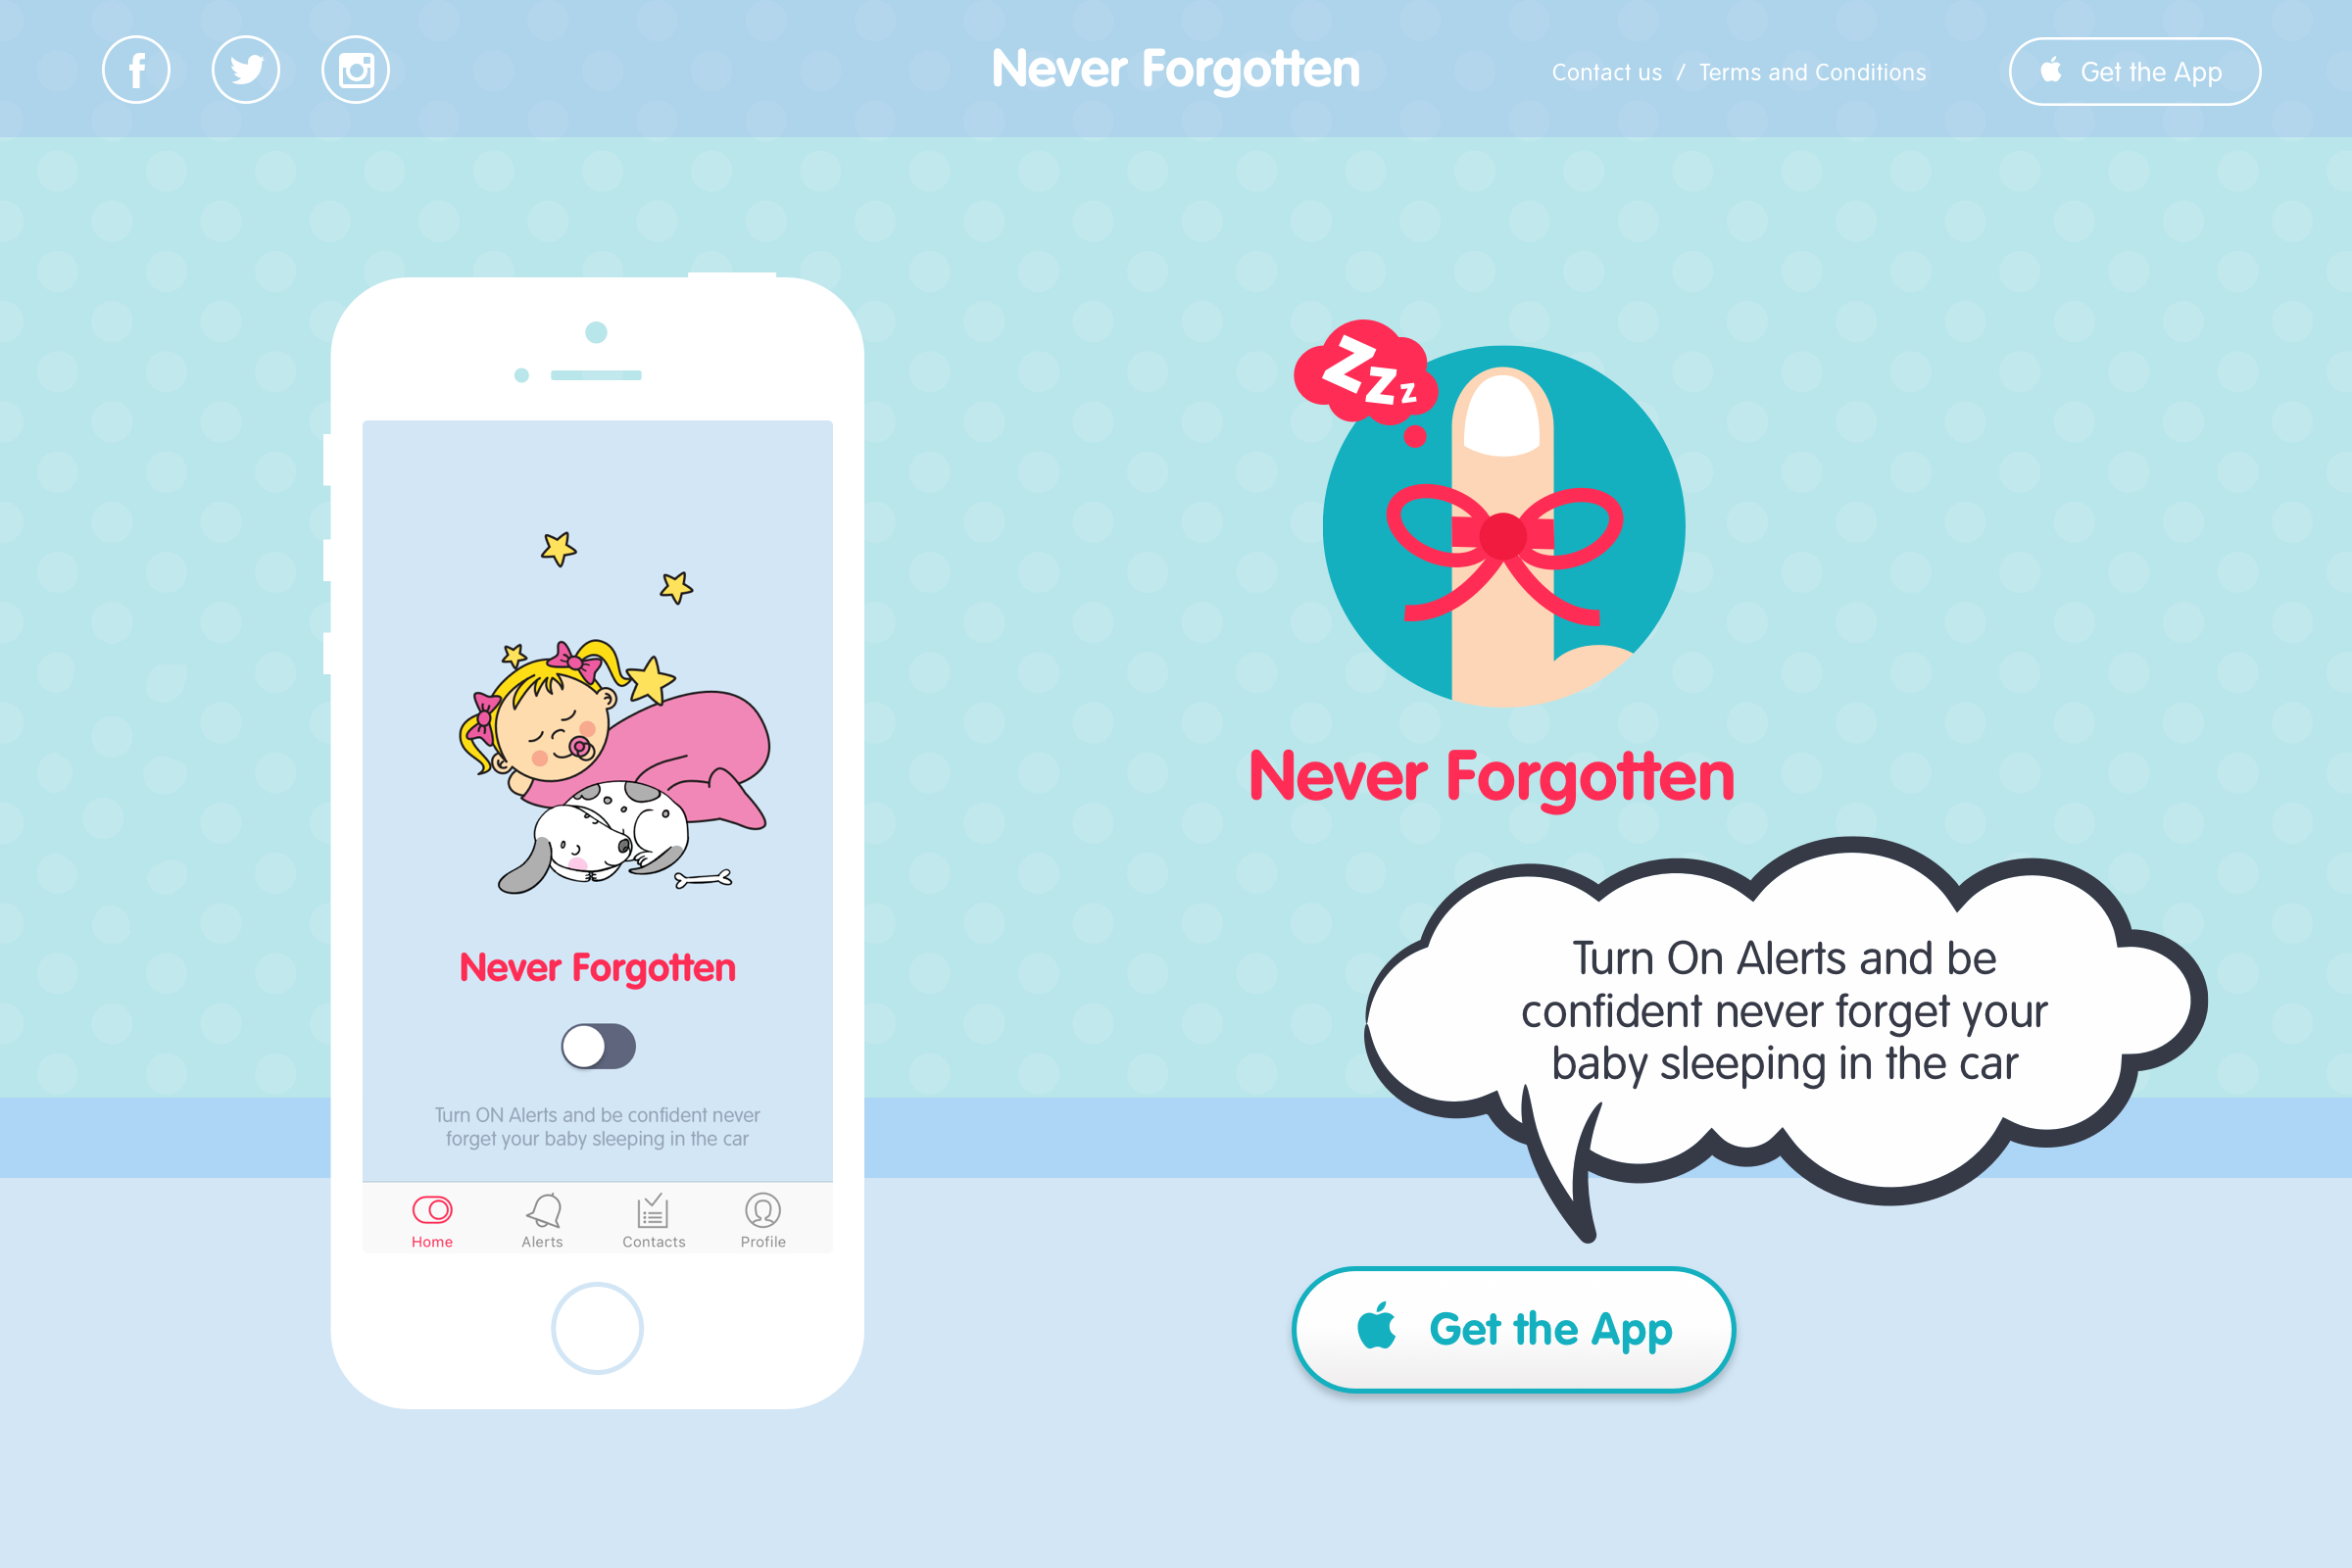 Never Forgotten
Contact us / Terms and Conditions
Get the App
Never Forgotten
Turn ON Alerts and be confident never
forget your baby sleeping in the car
Home
Alerts
Contacts
Profile
Z z z
Never Forgotten
Turn On Alerts and be
confident never forget your
baby sleeping in the car
Get the App